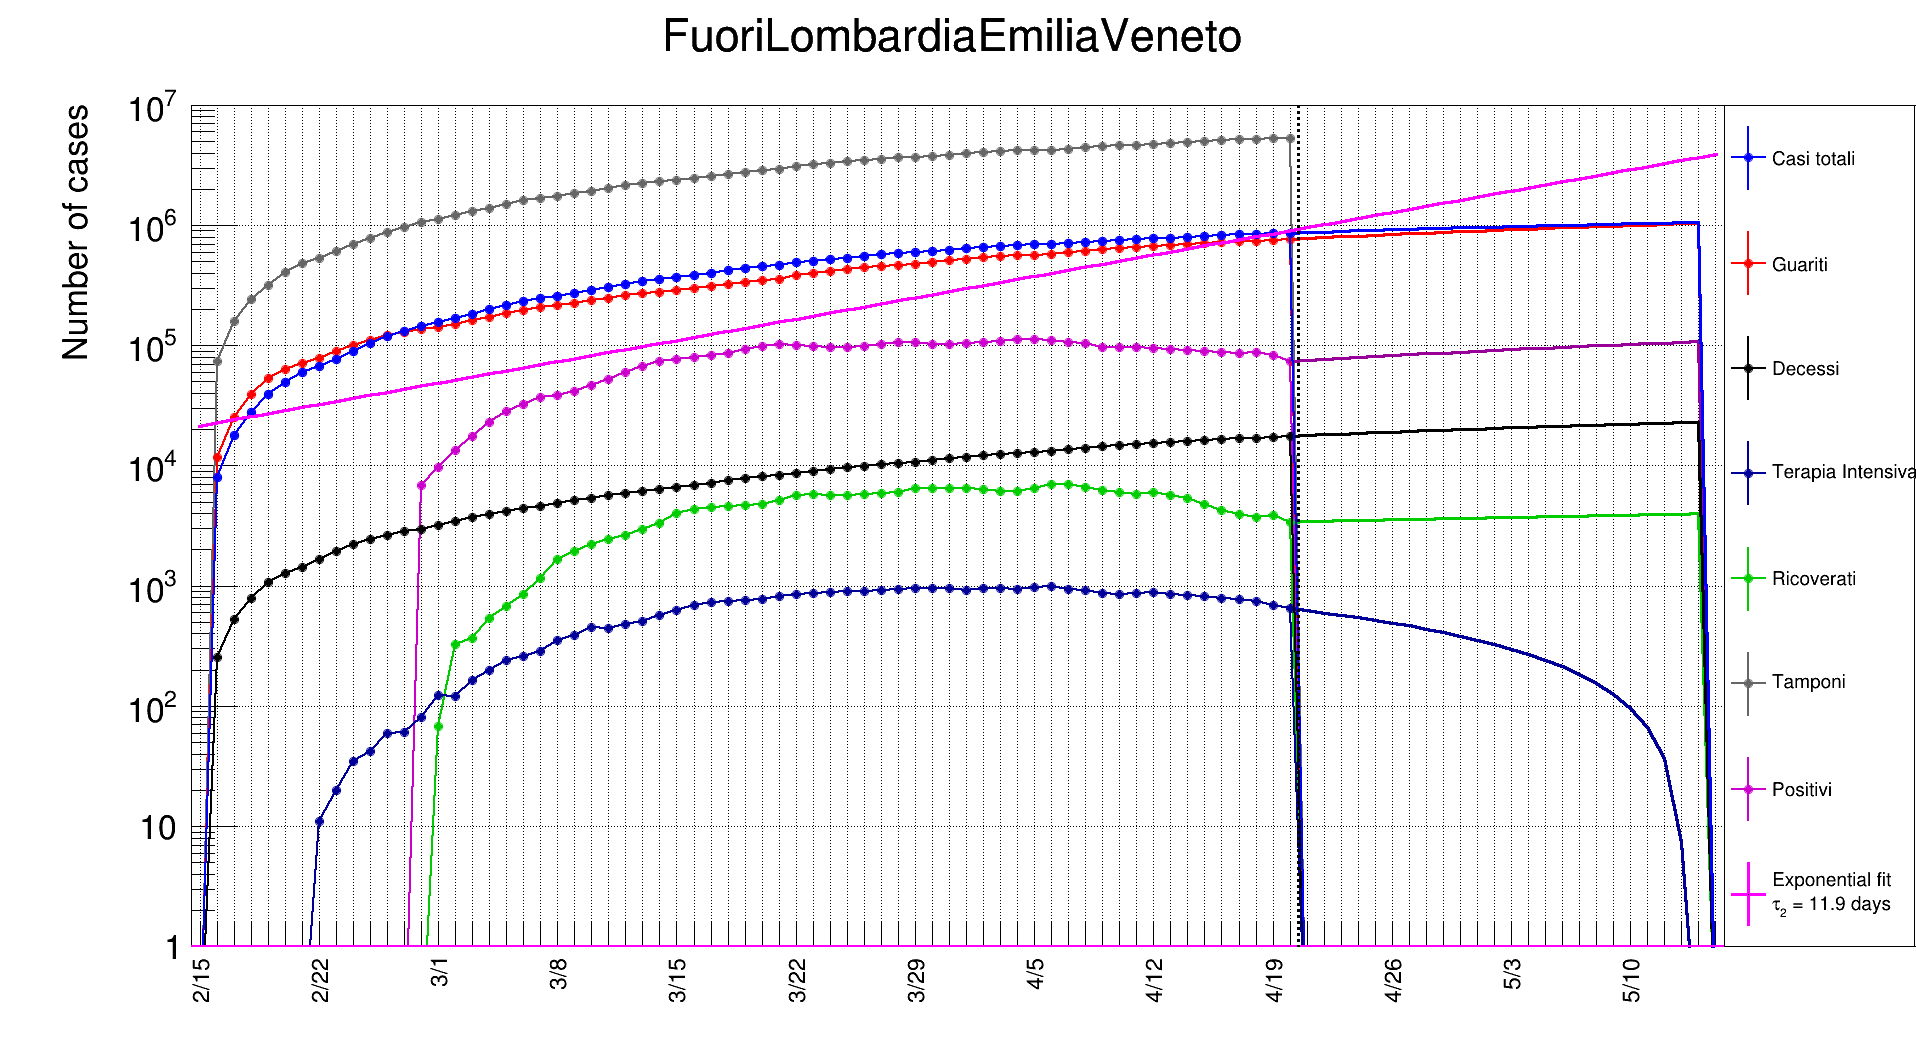 FuoriLombardiaEmiliaVeneto
Number of cases
10^7
10^6
10^5
10^4
10^3
10^2
10
1
2/15 2/22 3/1 3/8 3/15 3/22 3/29 4/5 4/12 4/19 4/26 5/3 5/10
Casi totali
Guariti
Decessi
Terapia Intensiva
Ricoverati
Tamponi
Positivi
Exponential fit
τ_2 = 11.9 days